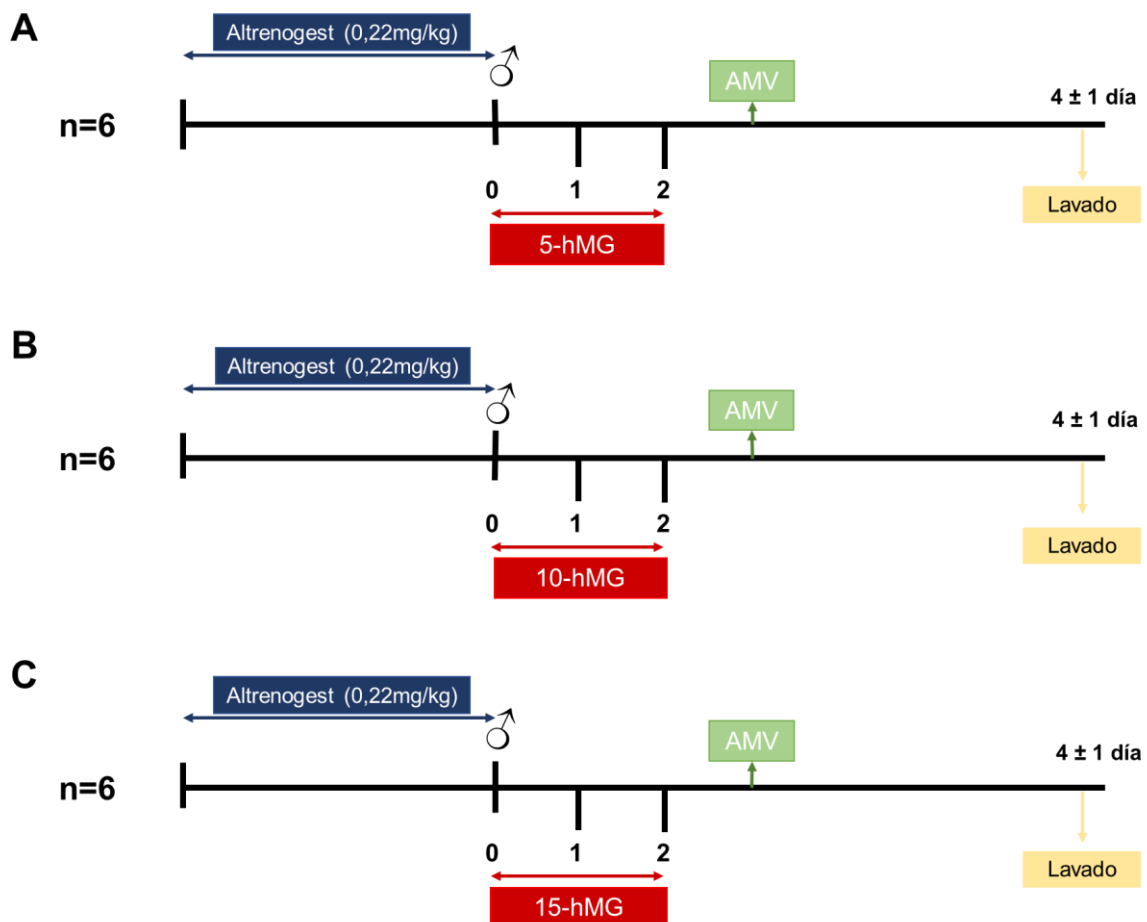 A
Altrenogest (0,22mg/kg)
♂
AMV
4 ± 1 día
n=6
0 1 2
Lavado
5-hMG
B
Altrenogest (0,22mg/kg)
♂
AMV
4 ± 1 día
n=6
0 1 2
Lavado
10-hMG
C
Altrenogest (0,22mg/kg)
♂
AMV
4 ± 1 día
n=6
0 1 2
Lavado
15-hMG